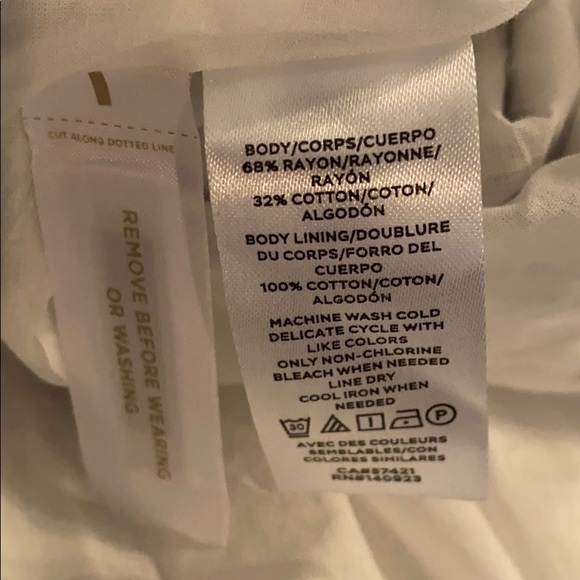 CUT ALONG DOTTED LINE
REMOVE BEFORE WEARING
OR WASHING
BODY/CORPS/CUERPO
68% RAYON/RAYONNE/
RAYÓN
32% COTTON/COTON/
ALGODÓN
BODY LINING/DOUBLURE
DU CORPS/FORRO DEL
CUERPO
100% COTTON/COTON/
ALGODÓN
MACHINE WASH COLD
DELICATE CYCLE WITH
LIKE COLORS
ONLY NON-CHLORINE
BLEACH WHEN NEEDED
LINE DRY
COOL IRON WHEN
NEEDED
30 P
AVEC DES COULEURS
SEMBLABLES/CON
COLORES SIMILARES
CA#57421
RN#140923